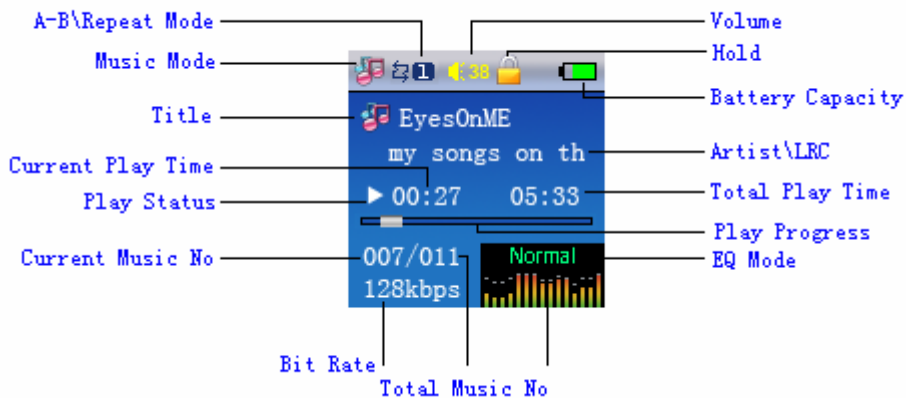 A-B\Repeat Mode
Volume
Hold
Music Mode
1 38
Battery Capacity
Title
EyesOnME
my songs on th
Artist\LRC
Current Play Time
00:27 05:33
Total Play Time
Play Status
Play Progress
Current Music No
007/011
Normal
EQ Mode
128kbps
Bit Rate
Total Music No